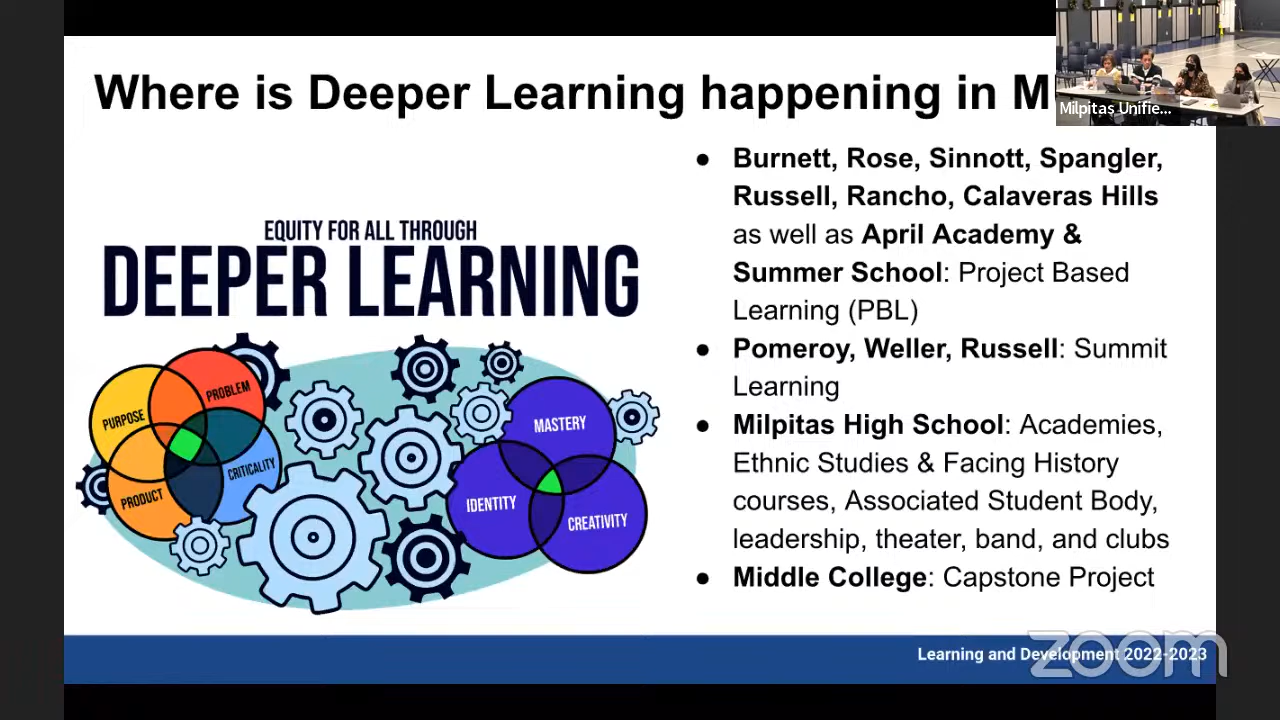 Where is Deeper Learning happening in M
Milpitas Unifie...
EQUITY FOR ALL THROUGH
DEEPER LEARNING
PURPOSE
PROBLEM
PRODUCT
CRITICALITY
MASTERY
IDENTITY
CREATIVITY
● Burnett, Rose, Sinnott, Spangler,
Russell, Rancho, Calaveras Hills
as well as April Academy &
Summer School: Project Based
Learning (PBL)
● Pomeroy, Weller, Russell: Summit
Learning
● Milpitas High School: Academies,
Ethnic Studies & Facing History
courses, Associated Student Body,
leadership, theater, band, and clubs
● Middle College: Capstone Project
Learning and Development 2022-2023
zoom